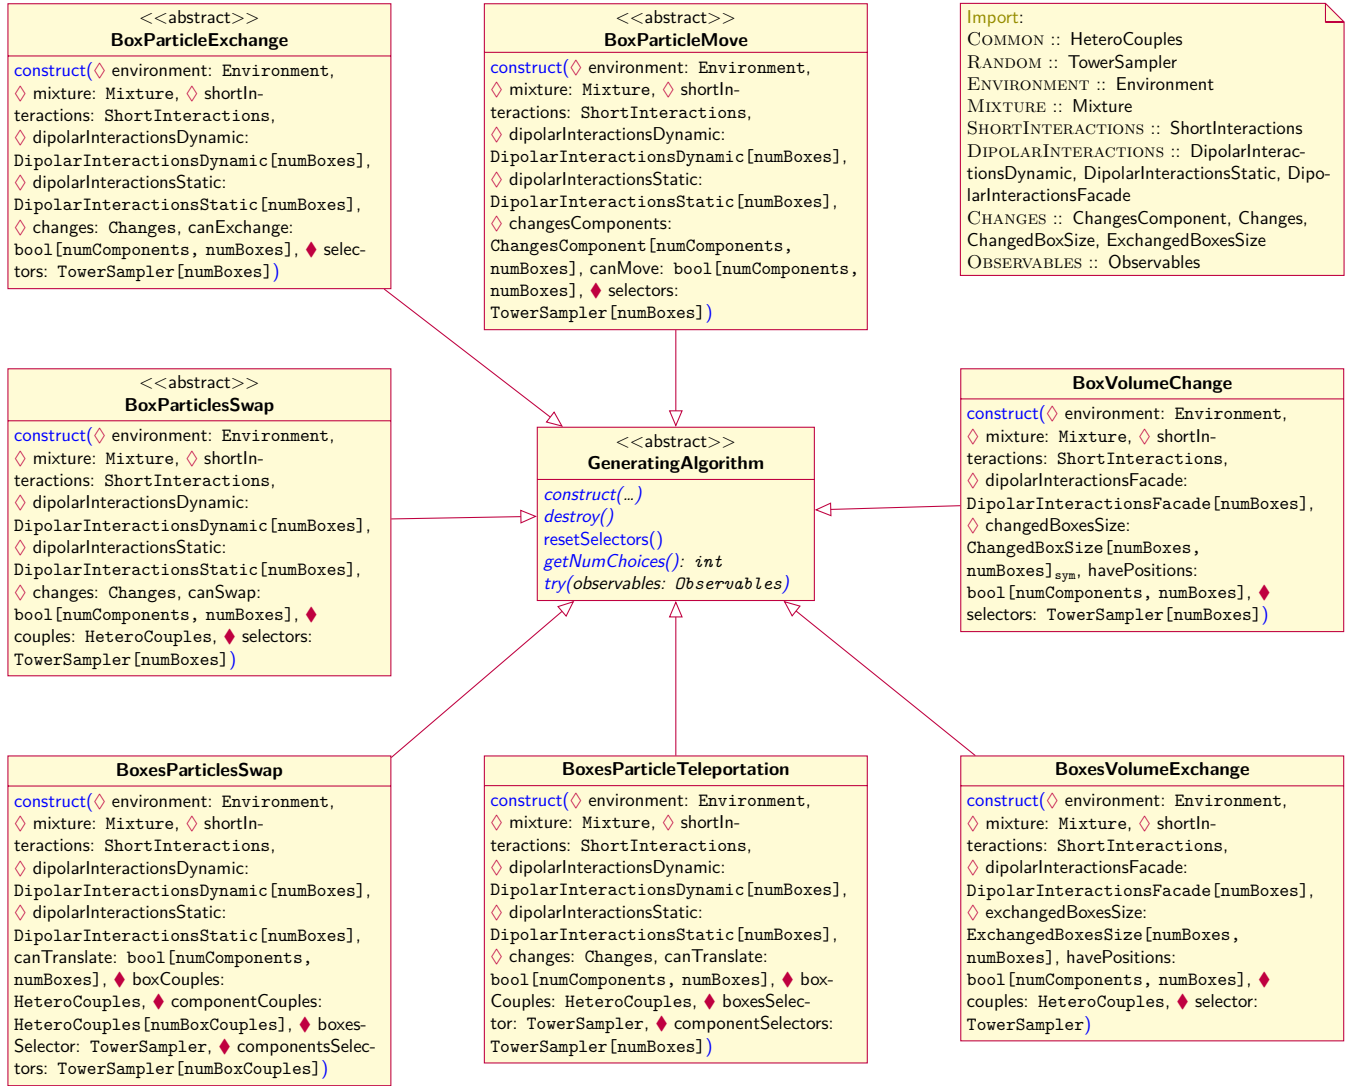 <<abstract>>
BoxParticleExchange
construct(◊ environment: Environment,
◊ mixture: Mixture, ◊ shortIn-
teractions: ShortInteractions,
◊ dipolarInteractionsDynamic:
DipolarInteractionsDynamic[numBoxes],
◊ dipolarInteractionsStatic:
DipolarInteractionsStatic[numBoxes],
◊ changes: Changes, canExchange:
bool[numComponents, numBoxes], ♦ selec-
tors: TowerSampler[numBoxes])
<<abstract>>
BoxParticleMove
construct(◊ environment: Environment,
◊ mixture: Mixture, ◊ shortIn-
teractions: ShortInteractions,
◊ dipolarInteractionsDynamic:
DipolarInteractionsDynamic[numBoxes],
◊ dipolarInteractionsStatic:
DipolarInteractionsStatic[numBoxes],
◊ changesComponents:
ChangesComponent[numComponents,
numBoxes], canMove: bool[numComponents,
numBoxes], ♦ selectors:
TowerSampler[numBoxes])
Import:
COMMON :: HeteroCouples
RANDOM :: TowerSampler
ENVIRONMENT :: Environment
MIXTURE :: Mixture
SHORTINTERACTIONS :: ShortInteractions
DIPOLARINTERACTIONS :: DipolarInterac-
tionsDynamic, DipolarInteractionsStatic, Dipo-
larInteractionsFacade
CHANGES :: ChangesComponent, Changes,
ChangedBoxSize, ExchangedBoxesSize
OBSERVABLES :: Observables
<<abstract>>
BoxParticlesSwap
construct(◊ environment: Environment,
◊ mixture: Mixture, ◊ shortIn-
teractions: ShortInteractions,
◊ dipolarInteractionsDynamic:
DipolarInteractionsDynamic[numBoxes],
◊ dipolarInteractionsStatic:
DipolarInteractionsStatic[numBoxes],
◊ changes: Changes, canSwap:
bool[numComponents, numBoxes], ♦
couples: HeteroCouples, ♦ selectors:
TowerSampler[numBoxes])
<<abstract>>
GeneratingAlgorithm
construct(…)
destroy()
resetSelectors()
getNumChoices(): int
try(observables: Observables)
BoxVolumeChange
construct(◊ environment: Environment,
◊ mixture: Mixture, ◊ shortIn-
teractions: ShortInteractions,
◊ dipolarInteractionsFacade:
DipolarInteractionsFacade[numBoxes],
◊ changedBoxesSize:
ChangedBoxSize[numBoxes,
numBoxes]sym, havePositions:
bool[numComponents, numBoxes], ♦
selectors: TowerSampler[numBoxes])
BoxesParticlesSwap
construct(◊ environment: Environment,
◊ mixture: Mixture, ◊ shortIn-
teractions: ShortInteractions,
◊ dipolarInteractionsDynamic:
DipolarInteractionsDynamic[numBoxes],
◊ dipolarInteractionsStatic:
DipolarInteractionsStatic[numBoxes],
canTranslate: bool[numComponents,
numBoxes], ♦ boxCouples:
HeteroCouples, ♦ componentCouples:
HeteroCouples[numBoxCouples], ♦ boxes-
Selector: TowerSampler, ♦ componentsSelec-
tors: TowerSampler[numBoxCouples])
BoxesParticleTeleportation
construct(◊ environment: Environment,
◊ mixture: Mixture, ◊ shortIn-
teractions: ShortInteractions,
◊ dipolarInteractionsDynamic:
DipolarInteractionsDynamic[numBoxes],
◊ dipolarInteractionsStatic:
DipolarInteractionsStatic[numBoxes],
◊ changes: Changes, canTranslate:
bool[numComponents, numBoxes], ♦ box-
Couples: HeteroCouples, ♦ boxesSelec-
tor: TowerSampler, ♦ componentSelectors:
TowerSampler[numBoxes])
BoxesVolumeExchange
construct(◊ environment: Environment,
◊ mixture: Mixture, ◊ shortIn-
teractions: ShortInteractions,
◊ dipolarInteractionsFacade:
DipolarInteractionsFacade[numBoxes],
◊ exchangedBoxesSize:
ExchangedBoxesSize[numBoxes,
numBoxes], havePositions:
bool[numComponents, numBoxes], ♦
couples: HeteroCouples, ♦ selector:
TowerSampler)